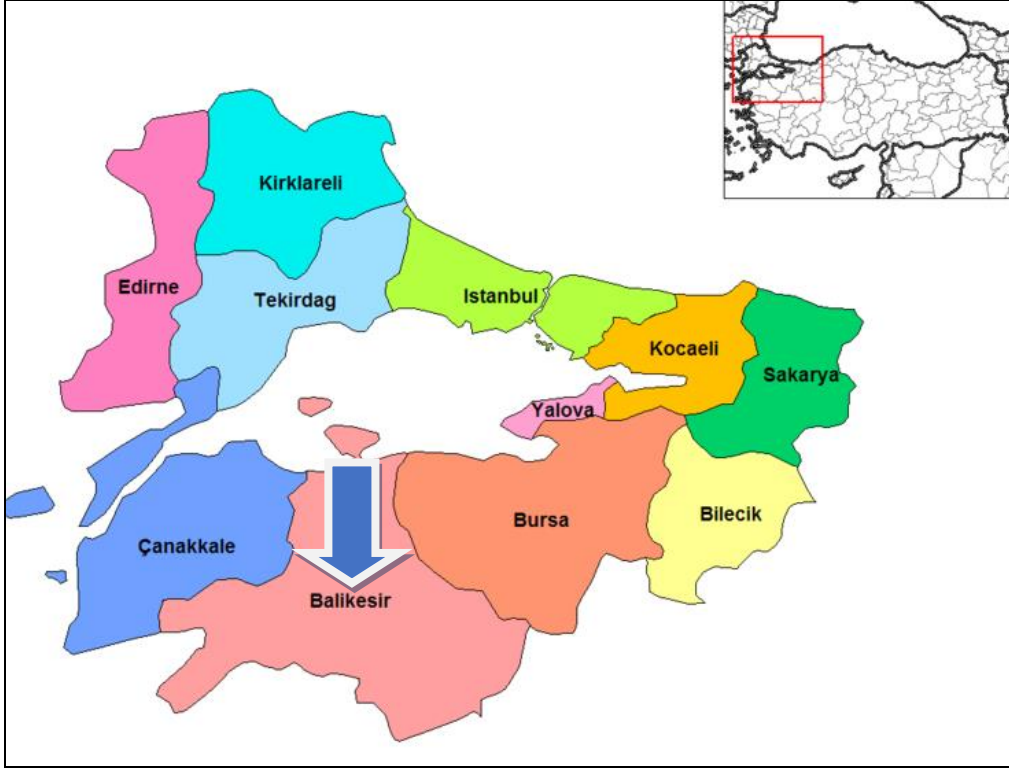 Kirklareli
Edirne
Tekirdag
Istanbul
Kocaeli
Sakarya
Yalova
Çanakkale
Bursa
Bilecik
Balikesir